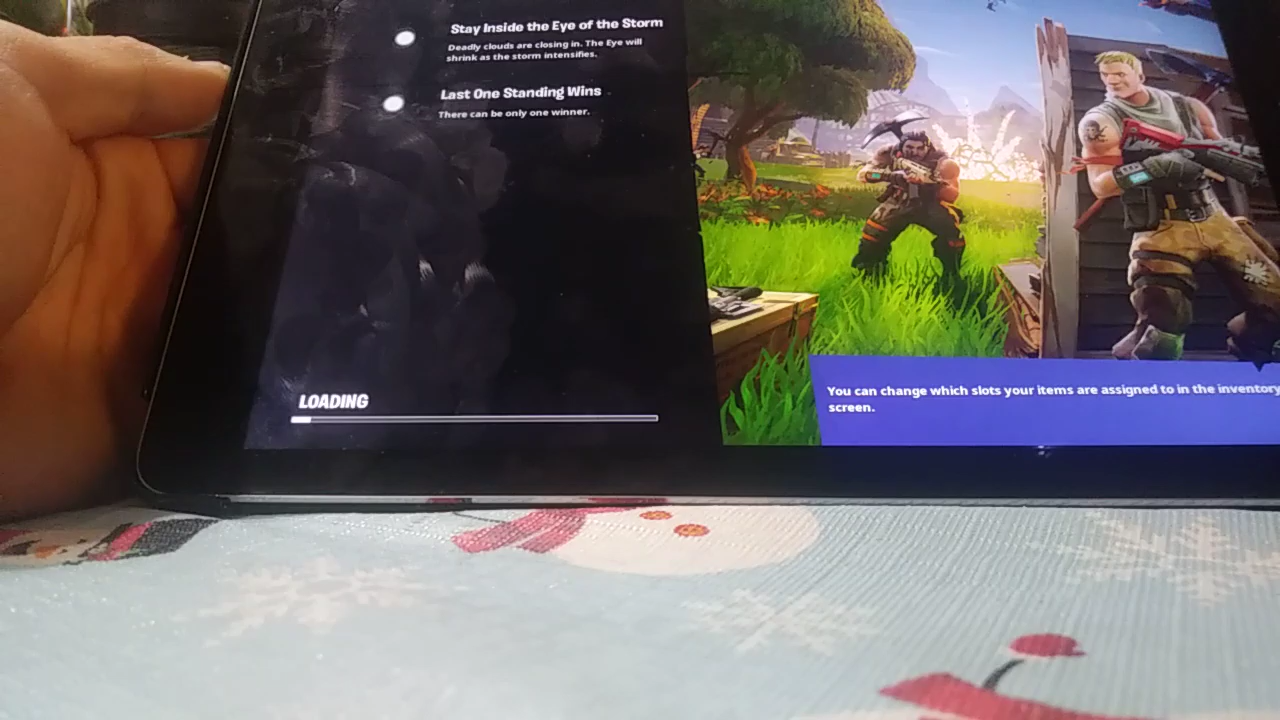 Stay Inside the Eye of the Storm
Deadly clouds are closing in. The Eye will
shrink as the storm intensifies.
Last One Standing Wins
There can be only one winner.
LOADING
You can change which slots your items are assigned to in the inventory
screen.